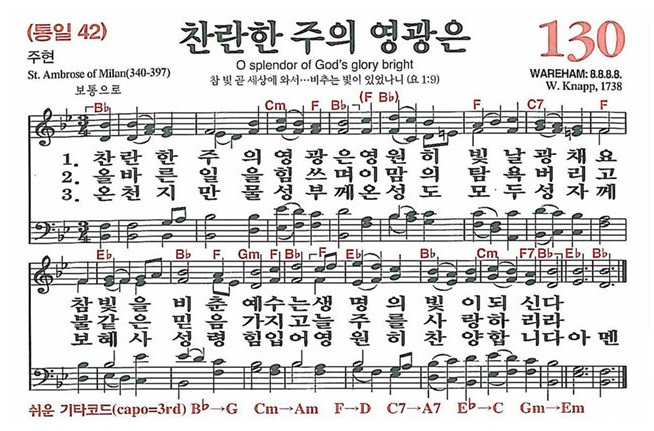 (통일 42)
찬란한 주의 영광은
130
주현
O splendor of God's glory bright
St. Ambrose of Milan(340-397)
참 빛 곧 세상에 와서…비추는 빛이 있었나니 (요 1:9)
WAREHAM: 8.8.8.8.
W. Knapp, 1738
보통으로
B♭ Cm F B♭ (F B♭) F C7 F
1. 찬 란 한 주 의 영 광 은 영 원 히 빛 날 광 채 요
2. 올 바 른 일 을 힘 쓰 며 이 맘 의 탐 욕 버 리 고
3. 온 천 지 만 물 성 부 께 온 성 도 모 두 성 자 께
E♭ B♭ F Gm F B♭ F E♭ B♭ Cm F7 B♭ E♭ B♭
참 빛 을 비 춘 예 수 는 생 명 의 빛 이 되 신 다
불 같 은 믿 음 가 지 고 늘 주 를 사 랑 하 리 라
보 혜 사 성 령 힘 입 어 영 원 히 찬 양 합 니 다 아 멘
쉬운 기타코드(capo=3rd) B♭→G Cm→Am F→D C7→A7 E♭→C Gm→Em